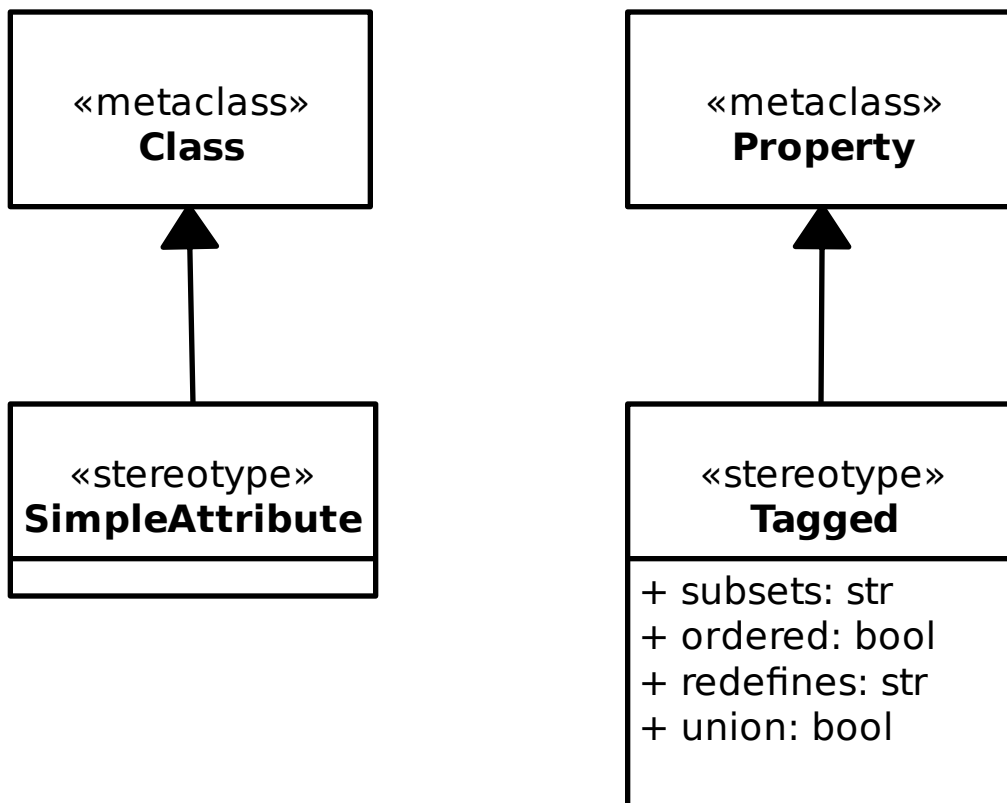 «metaclass»
Class
«metaclass»
Property
«stereotype»
SimpleAttribute
«stereotype»
Tagged
+ subsets: str
+ ordered: bool
+ redefines: str
+ union: bool